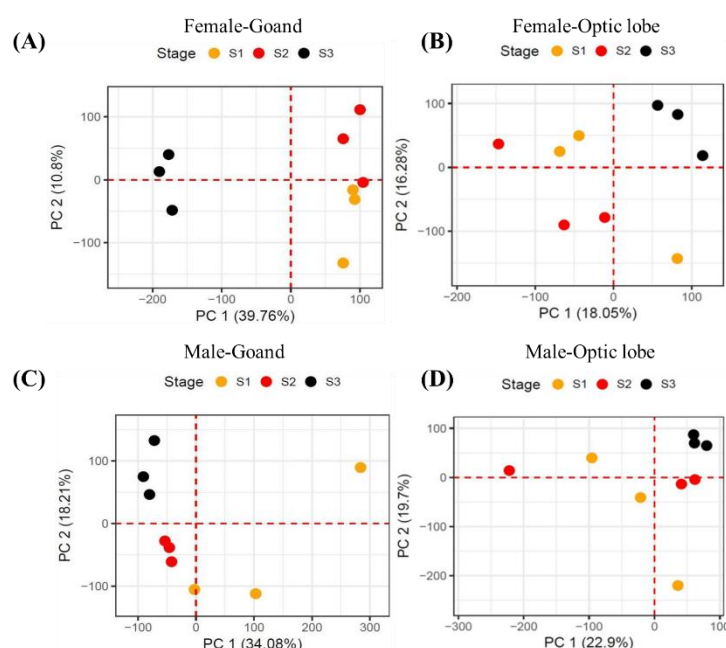 (A) Female-Goand
Stage S1 S2 S3
100
0
−100
PC 2 (10.8%)
−200 −100 0 100
PC 1 (39.76%)
(B) Female-Optic lobe
Stage S1 S2 S3
100
0
−100
PC 2 (16.28%)
−200 −100 0 100
PC 1 (18.05%)
(C) Male-Goand
Stage S1 S2 S3
100
0
−100
PC 2 (18.21%)
−100 0 100 200 300
PC 1 (34.08%)
(D) Male-Optic lobe
Stage S1 S2 S3
100
0
−100
−200
PC 2 (19.7%)
−300 −200 −100 0 100
PC 1 (22.9%)